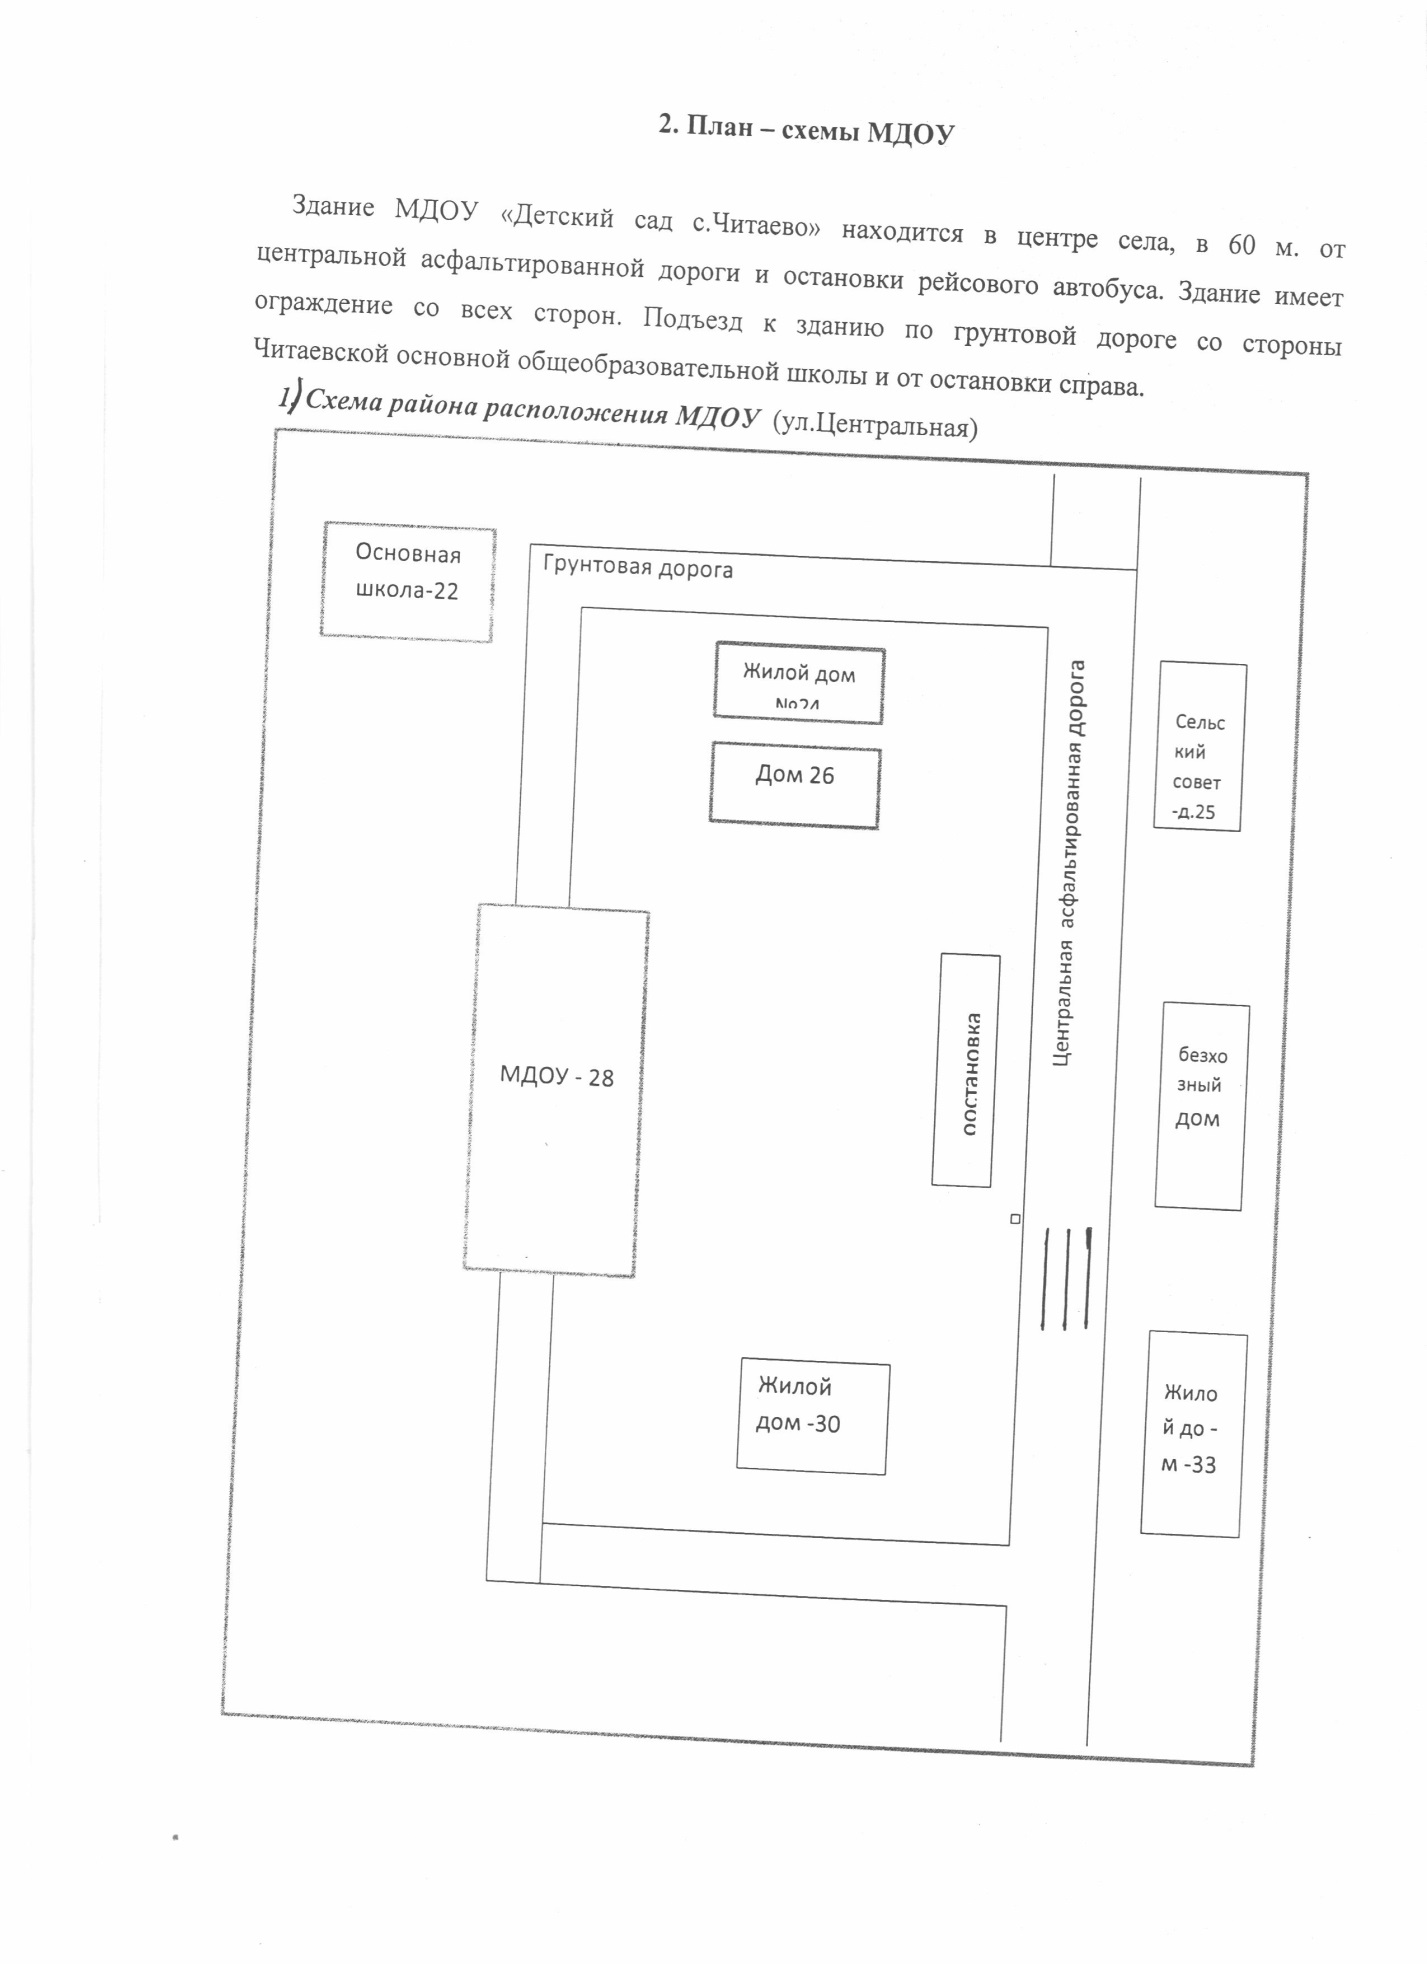 2. План – схемы МДОУ
Здание МДОУ «Детский сад с.Читаево» находится в центре села, в 60 м. от
центральной асфальтированной дороги и остановки рейсового автобуса. Здание имеет
ограждение со всех сторон. Подъезд к зданию по грунтовой дороге со стороны
Читаевской основной общеобразовательной школы и от остановки справа.
1) Схема района расположения МДОУ (ул.Центральная)
Основная
школа-22
Грунтовая дорога
Жилой дом
№24
Дом 26
Центральная асфальтированная дорога
Сельс
кий
совет
-д.25
МДОУ - 28
оостановка
безхо
зный
дом
Жилой
дом -30
Жило
й до -
м -33